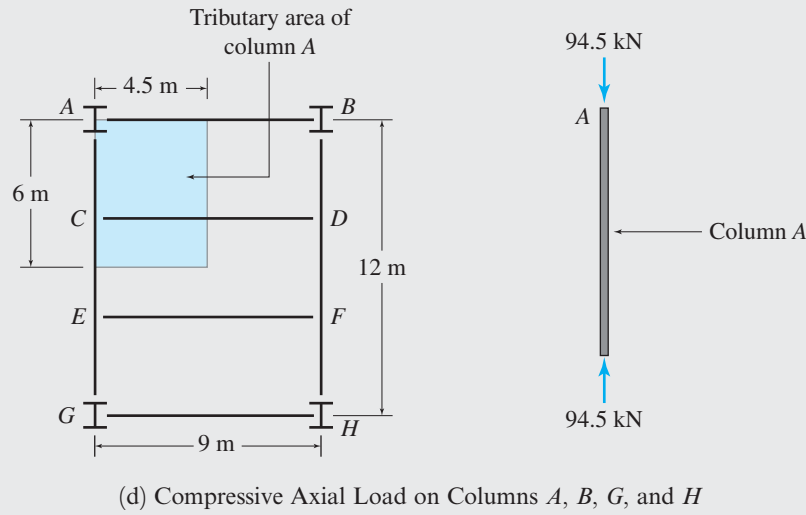 Tributary area of
column A
94.5 kN
4.5 m
A
B
A
6 m
C
D
Column A
12 m
E
F
G
H
94.5 kN
9 m
(d) Compressive Axial Load on Columns A, B, G, and H